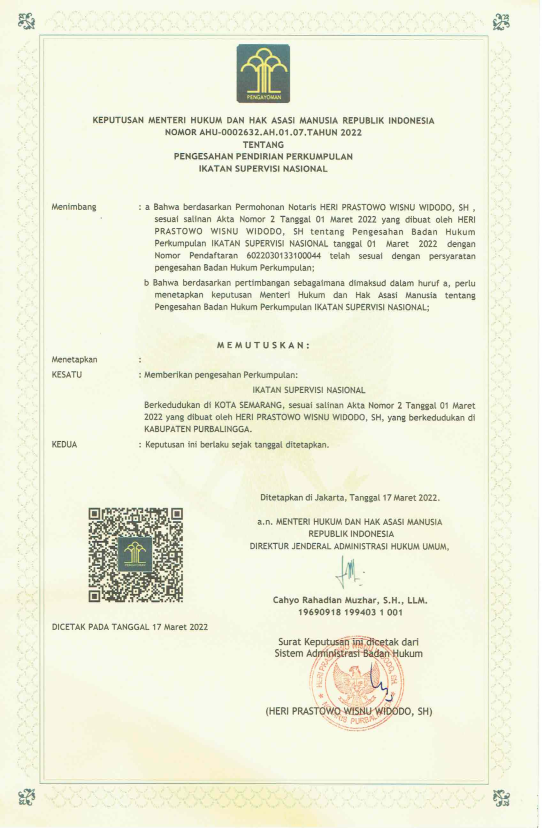 PENGAYOMAN
KEPUTUSAN MENTERI HUKUM DAN HAK ASASI MANUSIA REPUBLIK INDONESIA
NOMOR AHU-0002632.AH.01.07.TAHUN 2022
TENTANG
PENGESAHAN PENDIRIAN PERKUMPULAN
IKATAN SUPERVISI NASIONAL
Menimbang : a Bahwa berdasarkan Permohonan Notaris HERI PRASTOWO WISNU WIDODO, SH ,
sesuai salinan Akta Nomor 2 Tanggal 01 Maret 2022 yang dibuat oleh HERI
PRASTOWO WISNU WIDODO, SH tentang Pengesahan Badan Hukum
Perkumpulan IKATAN SUPERVISI NASIONAL tanggal 01 Maret 2022 dengan
Nomor Pendaftaran 6022030133100044 telah sesuai dengan persyaratan
pengesahan Badan Hukum Perkumpulan;
b Bahwa berdasarkan pertimbangan sebagaimana dimaksud dalam huruf a, perlu
menetapkan keputusan Menteri Hukum dan Hak Asasi Manusia tentang
Pengesahan Badan Hukum Perkumpulan IKATAN SUPERVISI NASIONAL;
M E M U T U S K A N :
Menetapkan :
KESATU : Memberikan pengesahan Perkumpulan:
IKATAN SUPERVISI NASIONAL
Berkedudukan di KOTA SEMARANG, sesuai salinan Akta Nomor 2 Tanggal 01 Maret
2022 yang dibuat oleh HERI PRASTOWO WISNU WIDODO, SH, yang berkedudukan di
KABUPATEN PURBALINGGA.
KEDUA : Keputusan ini berlaku sejak tanggal ditetapkan.
Ditetapkan di Jakarta, Tanggal 17 Maret 2022.
a.n. MENTERI HUKUM DAN HAK ASASI MANUSIA
REPUBLIK INDONESIA
DIREKTUR JENDERAL ADMINISTRASI HUKUM UMUM,
Cahyo Rahadian Muzhar, S.H., LLM.
19690918 199403 1 001
DICETAK PADA TANGGAL 17 Maret 2022
Surat Keputusan ini dicetak dari
Sistem Administrasi Badan Hukum
(HERI PRASTOWO WISNU WIDODO, SH)